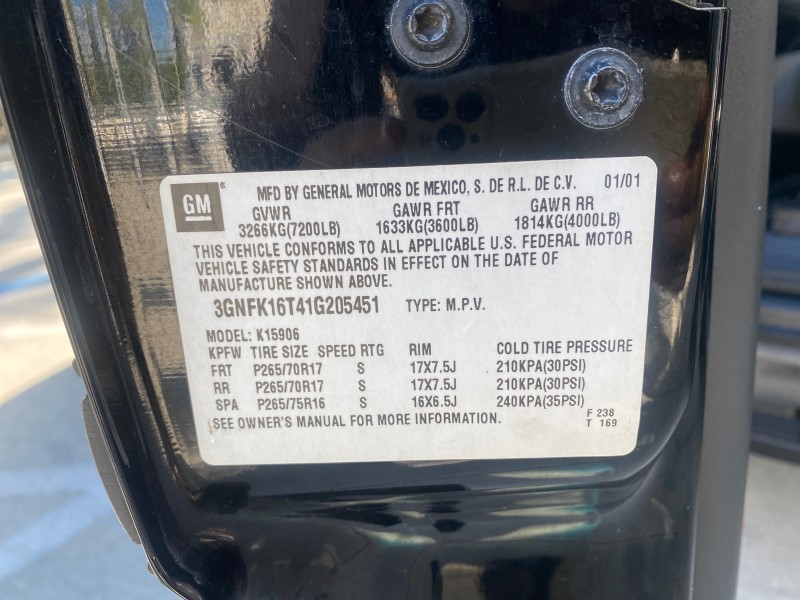 GM® MFD BY GENERAL MOTORS DE MEXICO, S. DE R.L. DE C.V. 01/01
GVWR GAWR FRT GAWR RR
3266KG(7200LB) 1633KG(3600LB) 1814KG(4000LB)
THIS VEHICLE CONFORMS TO ALL APPLICABLE U.S. FEDERAL MOTOR
VEHICLE SAFETY STANDARDS IN EFFECT ON THE DATE OF
MANUFACTURE SHOWN ABOVE.
3GNFK16T41G205451 TYPE: M.P.V.
MODEL: K15906
KPFW TIRE SIZE SPEED RTG RIM COLD TIRE PRESSURE
FRT P265/70R17 S 17X7.5J 210KPA(30PSI)
RR P265/70R17 S 17X7.5J 210KPA(30PSI)
SPA P265/75R16 S 16X6.5J 240KPA(35PSI)
SEE OWNER'S MANUAL FOR MORE INFORMATION. F 238
T 169